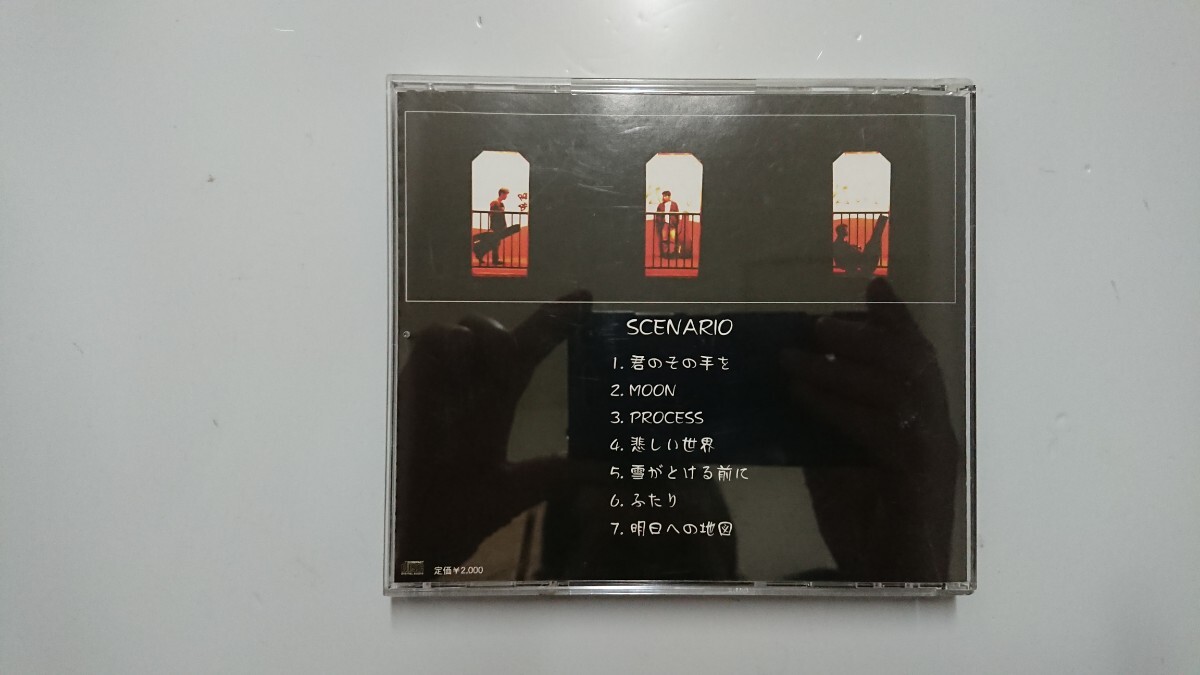 SCENARIO
1. 君のその手を
2. MOON
3. PROCESS
4. 悲しい世界
5. 雪がとける前に
6. ふたり
7. 明日への地図
定価¥2,000